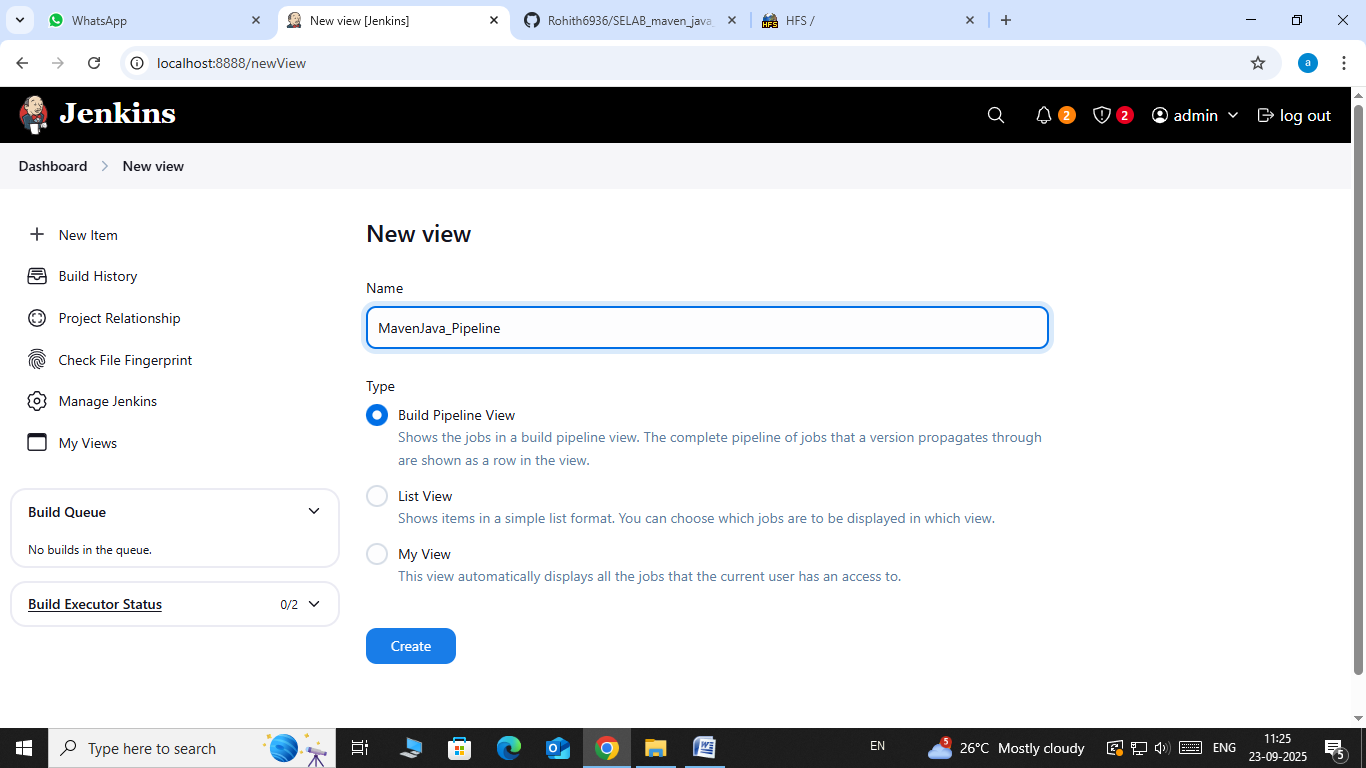 WhatsApp
New view [Jenkins]
Rohith6936/SELAB_maven_java_
HFS /
localhost:8888/newView
a
Jenkins
2
2
admin
log out
Dashboard
New view
New Item
Build History
Project Relationship
Check File Fingerprint
Manage Jenkins
My Views
Build Queue
No builds in the queue.
Build Executor Status
0/2
New view
Name
MavenJava_Pipeline
Type
Build Pipeline View
Shows the jobs in a build pipeline view. The complete pipeline of jobs that a version propagates through
are shown as a row in the view.
List View
Shows items in a simple list format. You can choose which jobs are to be displayed in which view.
My View
This view automatically displays all the jobs that the current user has an access to.
Create
Type here to search
EN
5
26°C Mostly cloudy
ENG
11:25
23-09-2025
5